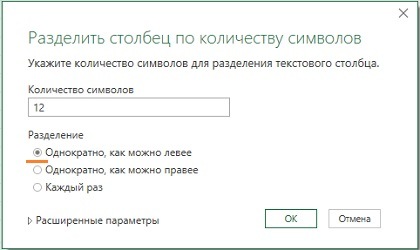 Разделить столбец по количеству символов
Укажите количество символов для разделения текстового столбца.
Количество символов
12
Разделение
Однократно, как можно левее
Однократно, как можно правее
Каждый раз
Расширенные параметры
ОК Отмена